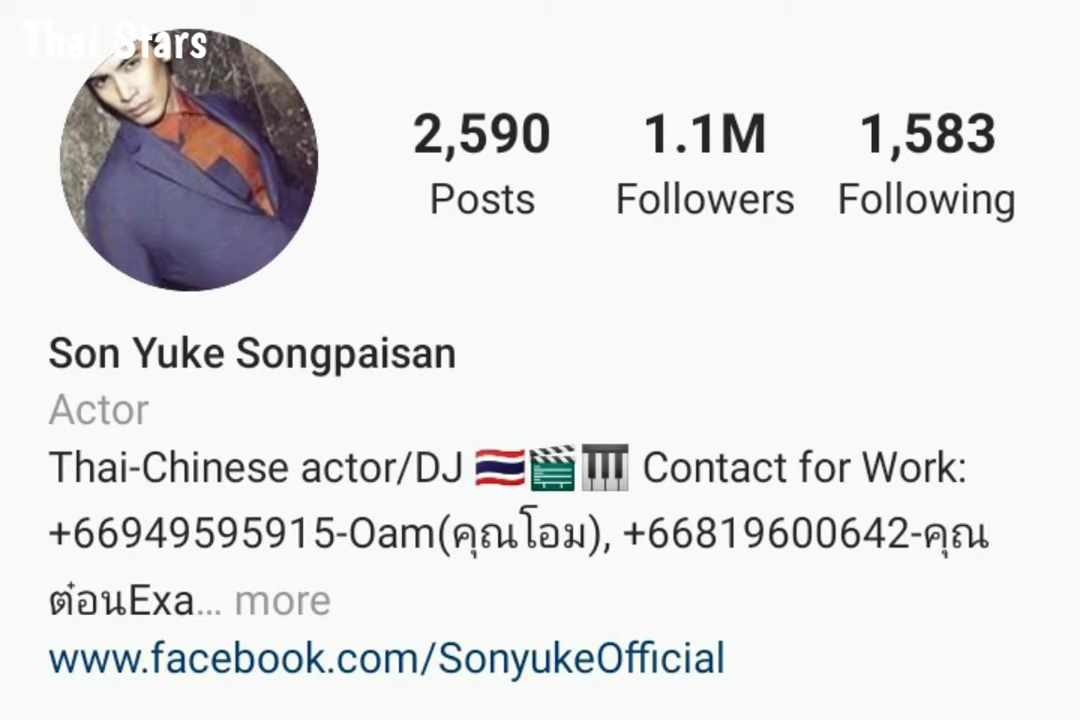 Thai Stars
2,590 1.1M 1,583
Posts Followers Following
Son Yuke Songpaisan
Actor
Thai-Chinese actor/DJ 🇹🇭🎬🎹 Contact for Work:
+66949595915-Oam(คุณโอม), +66819600642-คุณ
ต๋อนExa... more
www.facebook.com/SonyukeOfficial